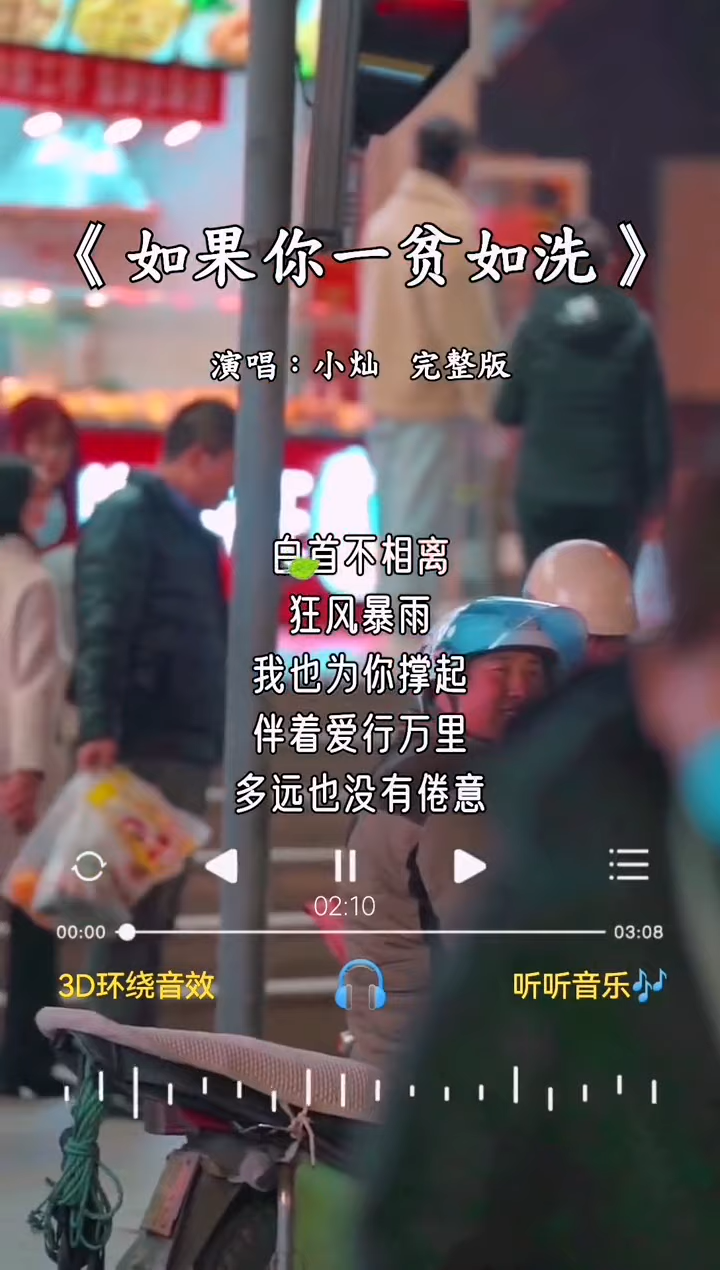 《如果你一贫如洗》
演唱：小灿 完整版
白首不相离
狂风暴雨
我也为你撑起
伴着爱行万里
多远也没有倦意
02:10
00:00 03:08
3D环绕音效 听听音乐